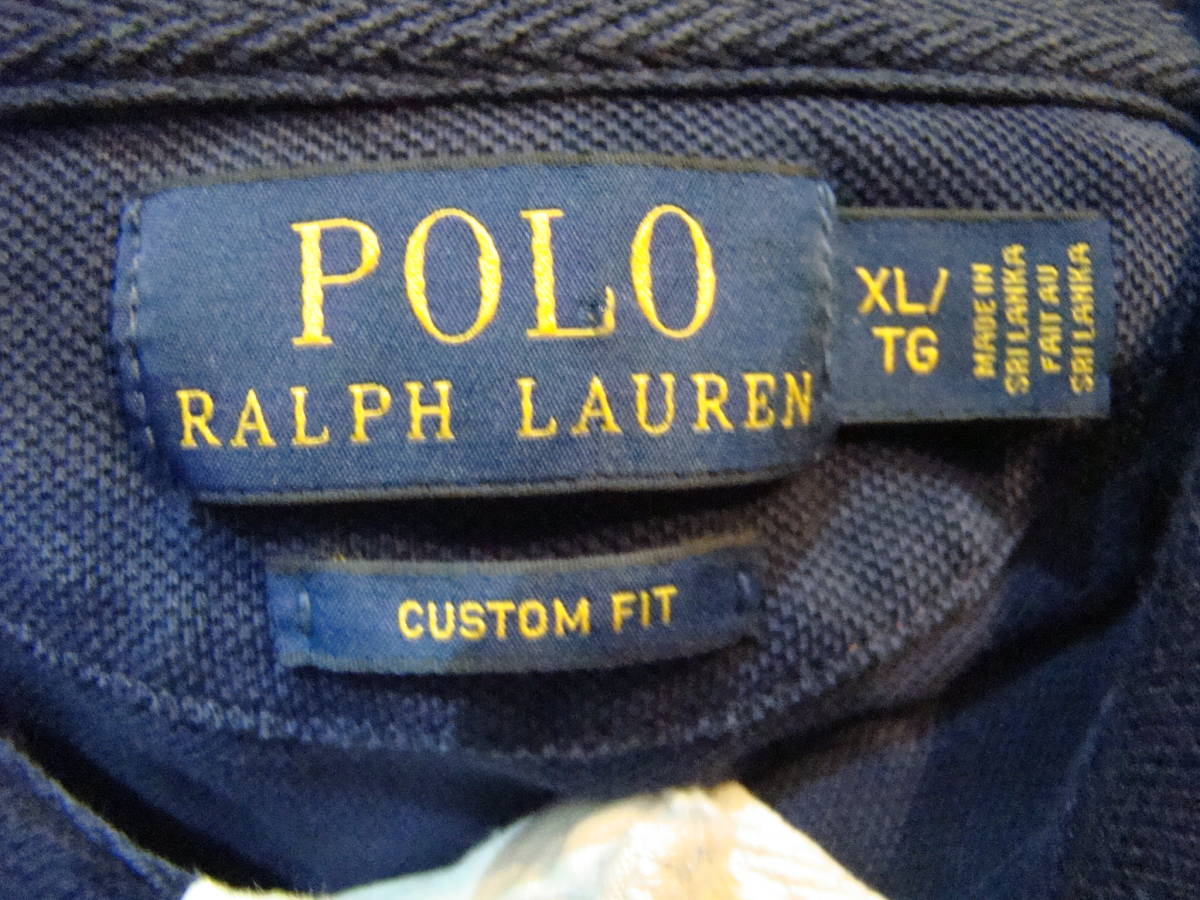 POLO
RALPH LAUREN
XL/
TG
MADE IN
SRI LANKA
FAIT AU
SRI LANKA
CUSTOM FIT